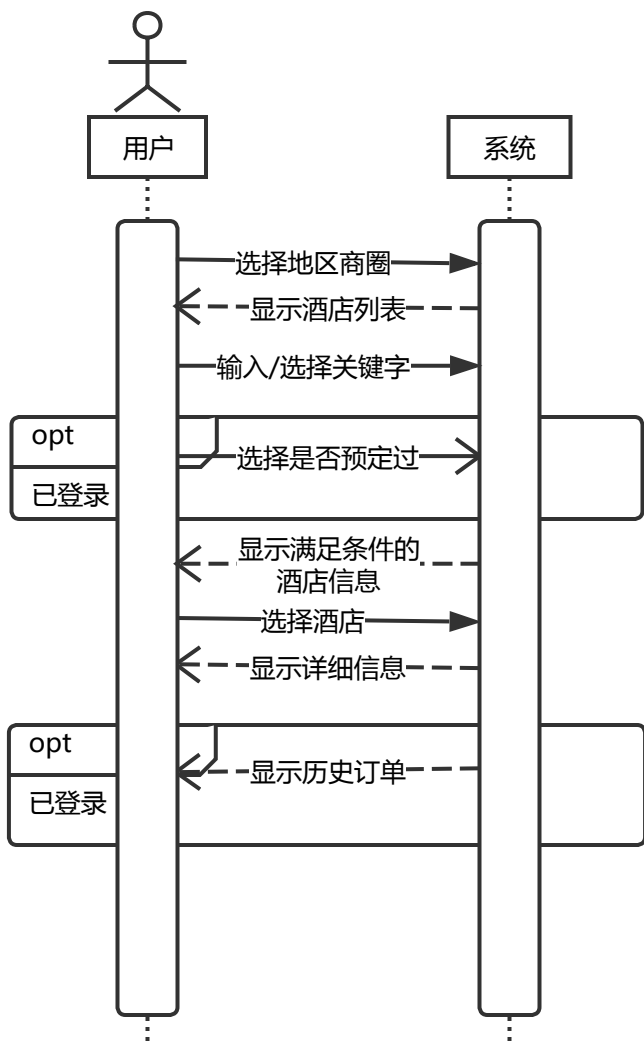 用户
系统
选择地区商圈
显示酒店列表
输入/选择关键字
opt
选择是否预定过
已登录
显示满足条件的
酒店信息
选择酒店
显示详细信息
opt
显示历史订单
已登录